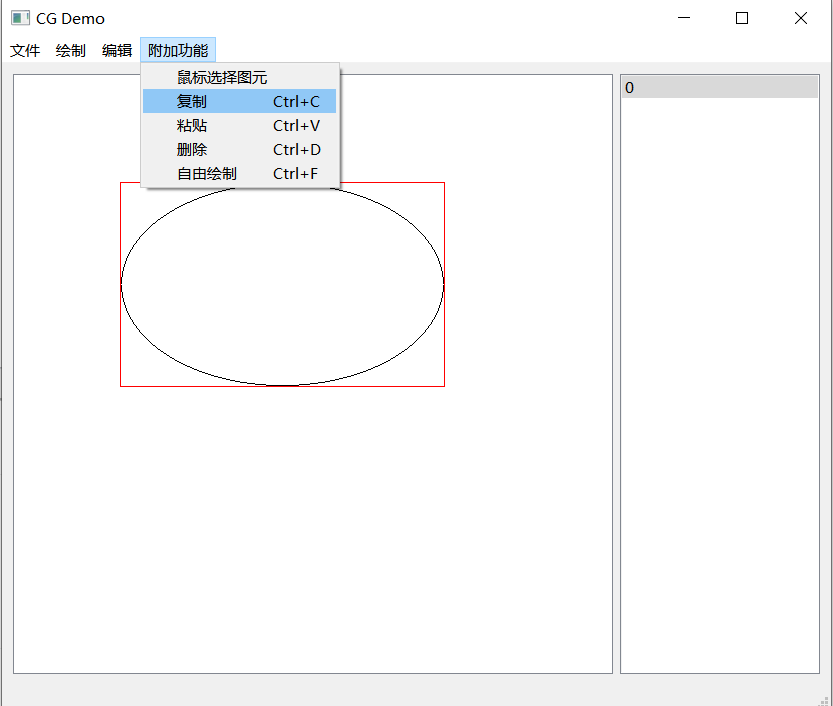 CG Demo
文件 绘制 编辑 附加功能
鼠标选择图元
复制 Ctrl+C
粘贴 Ctrl+V
删除 Ctrl+D
自由绘制 Ctrl+F
0